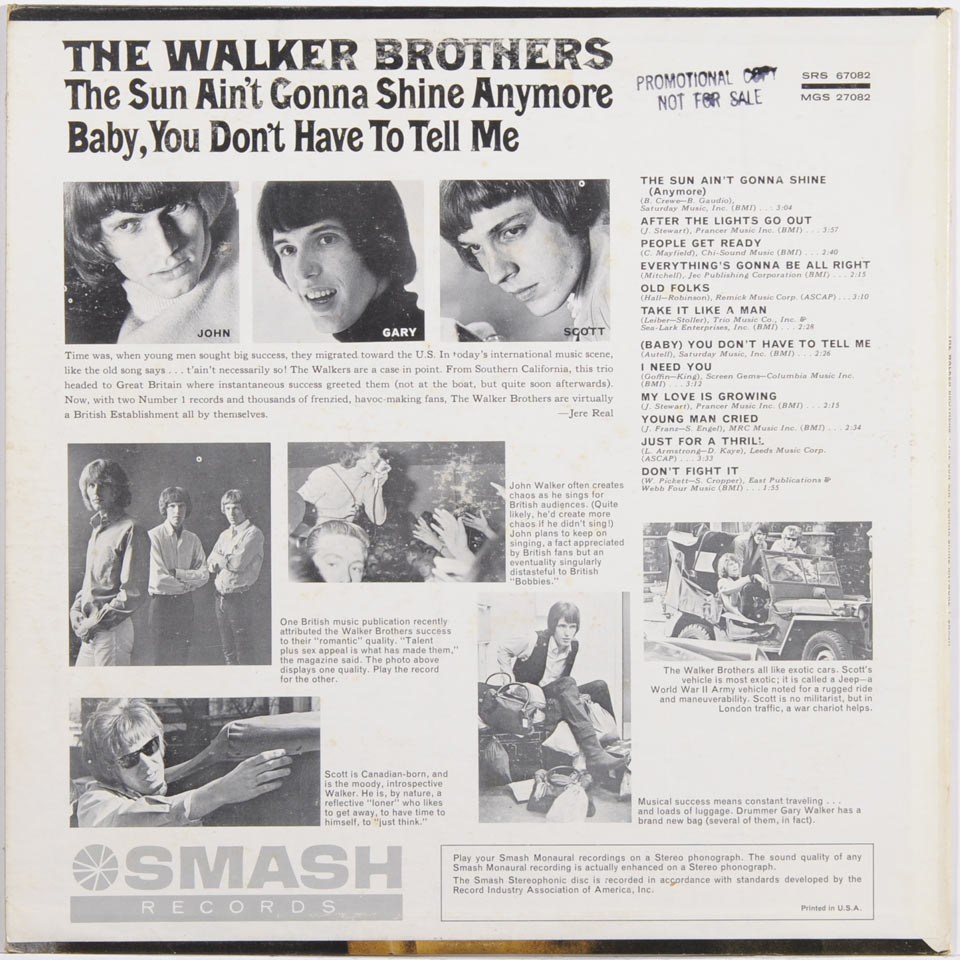 THE WALKER BROTHERS
The Sun Ain't Gonna Shine Anymore
Baby, You Don't Have To Tell Me
PROMOTIONAL COPY
NOT FOR SALE
SRS 67082
MGS 27082
JOHN
GARY
SCOTT
Time was, when young men sought big success, they migrated toward the U.S. In today's international music scene,
like the old song says . . . t'ain't necessarily so! The Walkers are a case in point. From Southern California, this trio
headed to Great Britain where instantaneous success greeted them (not at the boat, but quite soon afterwards).
Now, with two Number 1 records and thousands of frenzied, havoc-making fans, The Walker Brothers are virtually
a British Establishment all by themselves.
—Jere Real
THE SUN AIN'T GONNA SHINE
(Anymore)
(B. Crewe—B. Gaudio),
Saturday Music, Inc. (BMI) . . . 3:04
AFTER THE LIGHTS GO OUT
(J. Stewart), Prancer Music Inc. (BMI) . . . 3:57
PEOPLE GET READY
(C. Mayfield), Chi-Sound Music (BMI) . . . 2:40
EVERYTHING'S GONNA BE ALL RIGHT
(Mitchell), Jec Publishing Corporation (BMI) . . . 2:15
OLD FOLKS
(Hall—Robinson), Remick Music Corp. (ASCAP) . . . 3:10
TAKE IT LIKE A MAN
(Leiber—Stoller), Trio Music Co., Inc. &
Sea-Lark Enterprises, Inc. (BMI) . . . 2:28
(BABY) YOU DON'T HAVE TO TELL ME
(Autell), Saturday Music, Inc. (BMI) . . . 2:26
I NEED YOU
(Goffin—King), Screen Gems—Columbia Music Inc.
(BMI) . . . 3:12
MY LOVE IS GROWING
(J. Stewart), Prancer Music Inc. (BMI) . . . 2:15
YOUNG MAN CRIED
(J. Franz—S. Engel), MRC Music Inc. (BMI) . . . 2:34
JUST FOR A THRILL
(L. Armstrong—D. Kaye), Leeds Music Corp.
(ASCAP) . . . 3:33
DON'T FIGHT IT
(W. Pickett—S. Cropper), East Publications &
Webb Four Music (BMI) . . . 1:55
John Walker often creates
chaos as he sings for
British audiences. (Quite
likely, he'd create more
chaos if he didn't sing!)
John plans to keep on
singing, a fact appreciated
by British fans but an
eventuality singularly
distasteful to British
"Bobbies."
One British music publication recently
attributed the Walker Brothers success
to their "romantic" quality. "Talent
plus sex appeal is what has made them,"
the magazine said. The photo above
displays one quality. Play the record
for the other.
The Walker Brothers all like exotic cars. Scott's
vehicle is most exotic; it is called a Jeep—a
World War II Army vehicle noted for a rugged ride
and maneuverability. Scott is no militarist, but in
London traffic, a war chariot helps.
Scott is Canadian-born, and
is the moody, introspective
Walker. He is, by nature, a
reflective "loner" who likes
to get away, to have time to
himself, to "just think."
Musical success means constant traveling . . .
and loads of luggage. Drummer Gary Walker has a
brand new bag (several of them, in fact).
SMASH
RECORDS
Play your Smash Monaural recordings on a Stereo phonograph. The sound quality of any
Smash Monaural recording is actually enhanced on a Stereo phonograph.
The Smash Stereophonic disc is recorded in accordance with standards developed by the
Record Industry Association of America, Inc.
Printed in U.S.A.